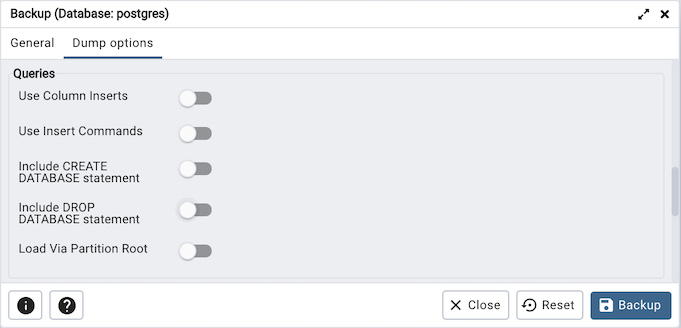 Backup (Database: postgres)
General Dump options
Queries
Use Column Inserts
Use Insert Commands
Include CREATE
DATABASE statement
Include DROP
DATABASE statement
Load Via Partition Root
Close Reset Backup